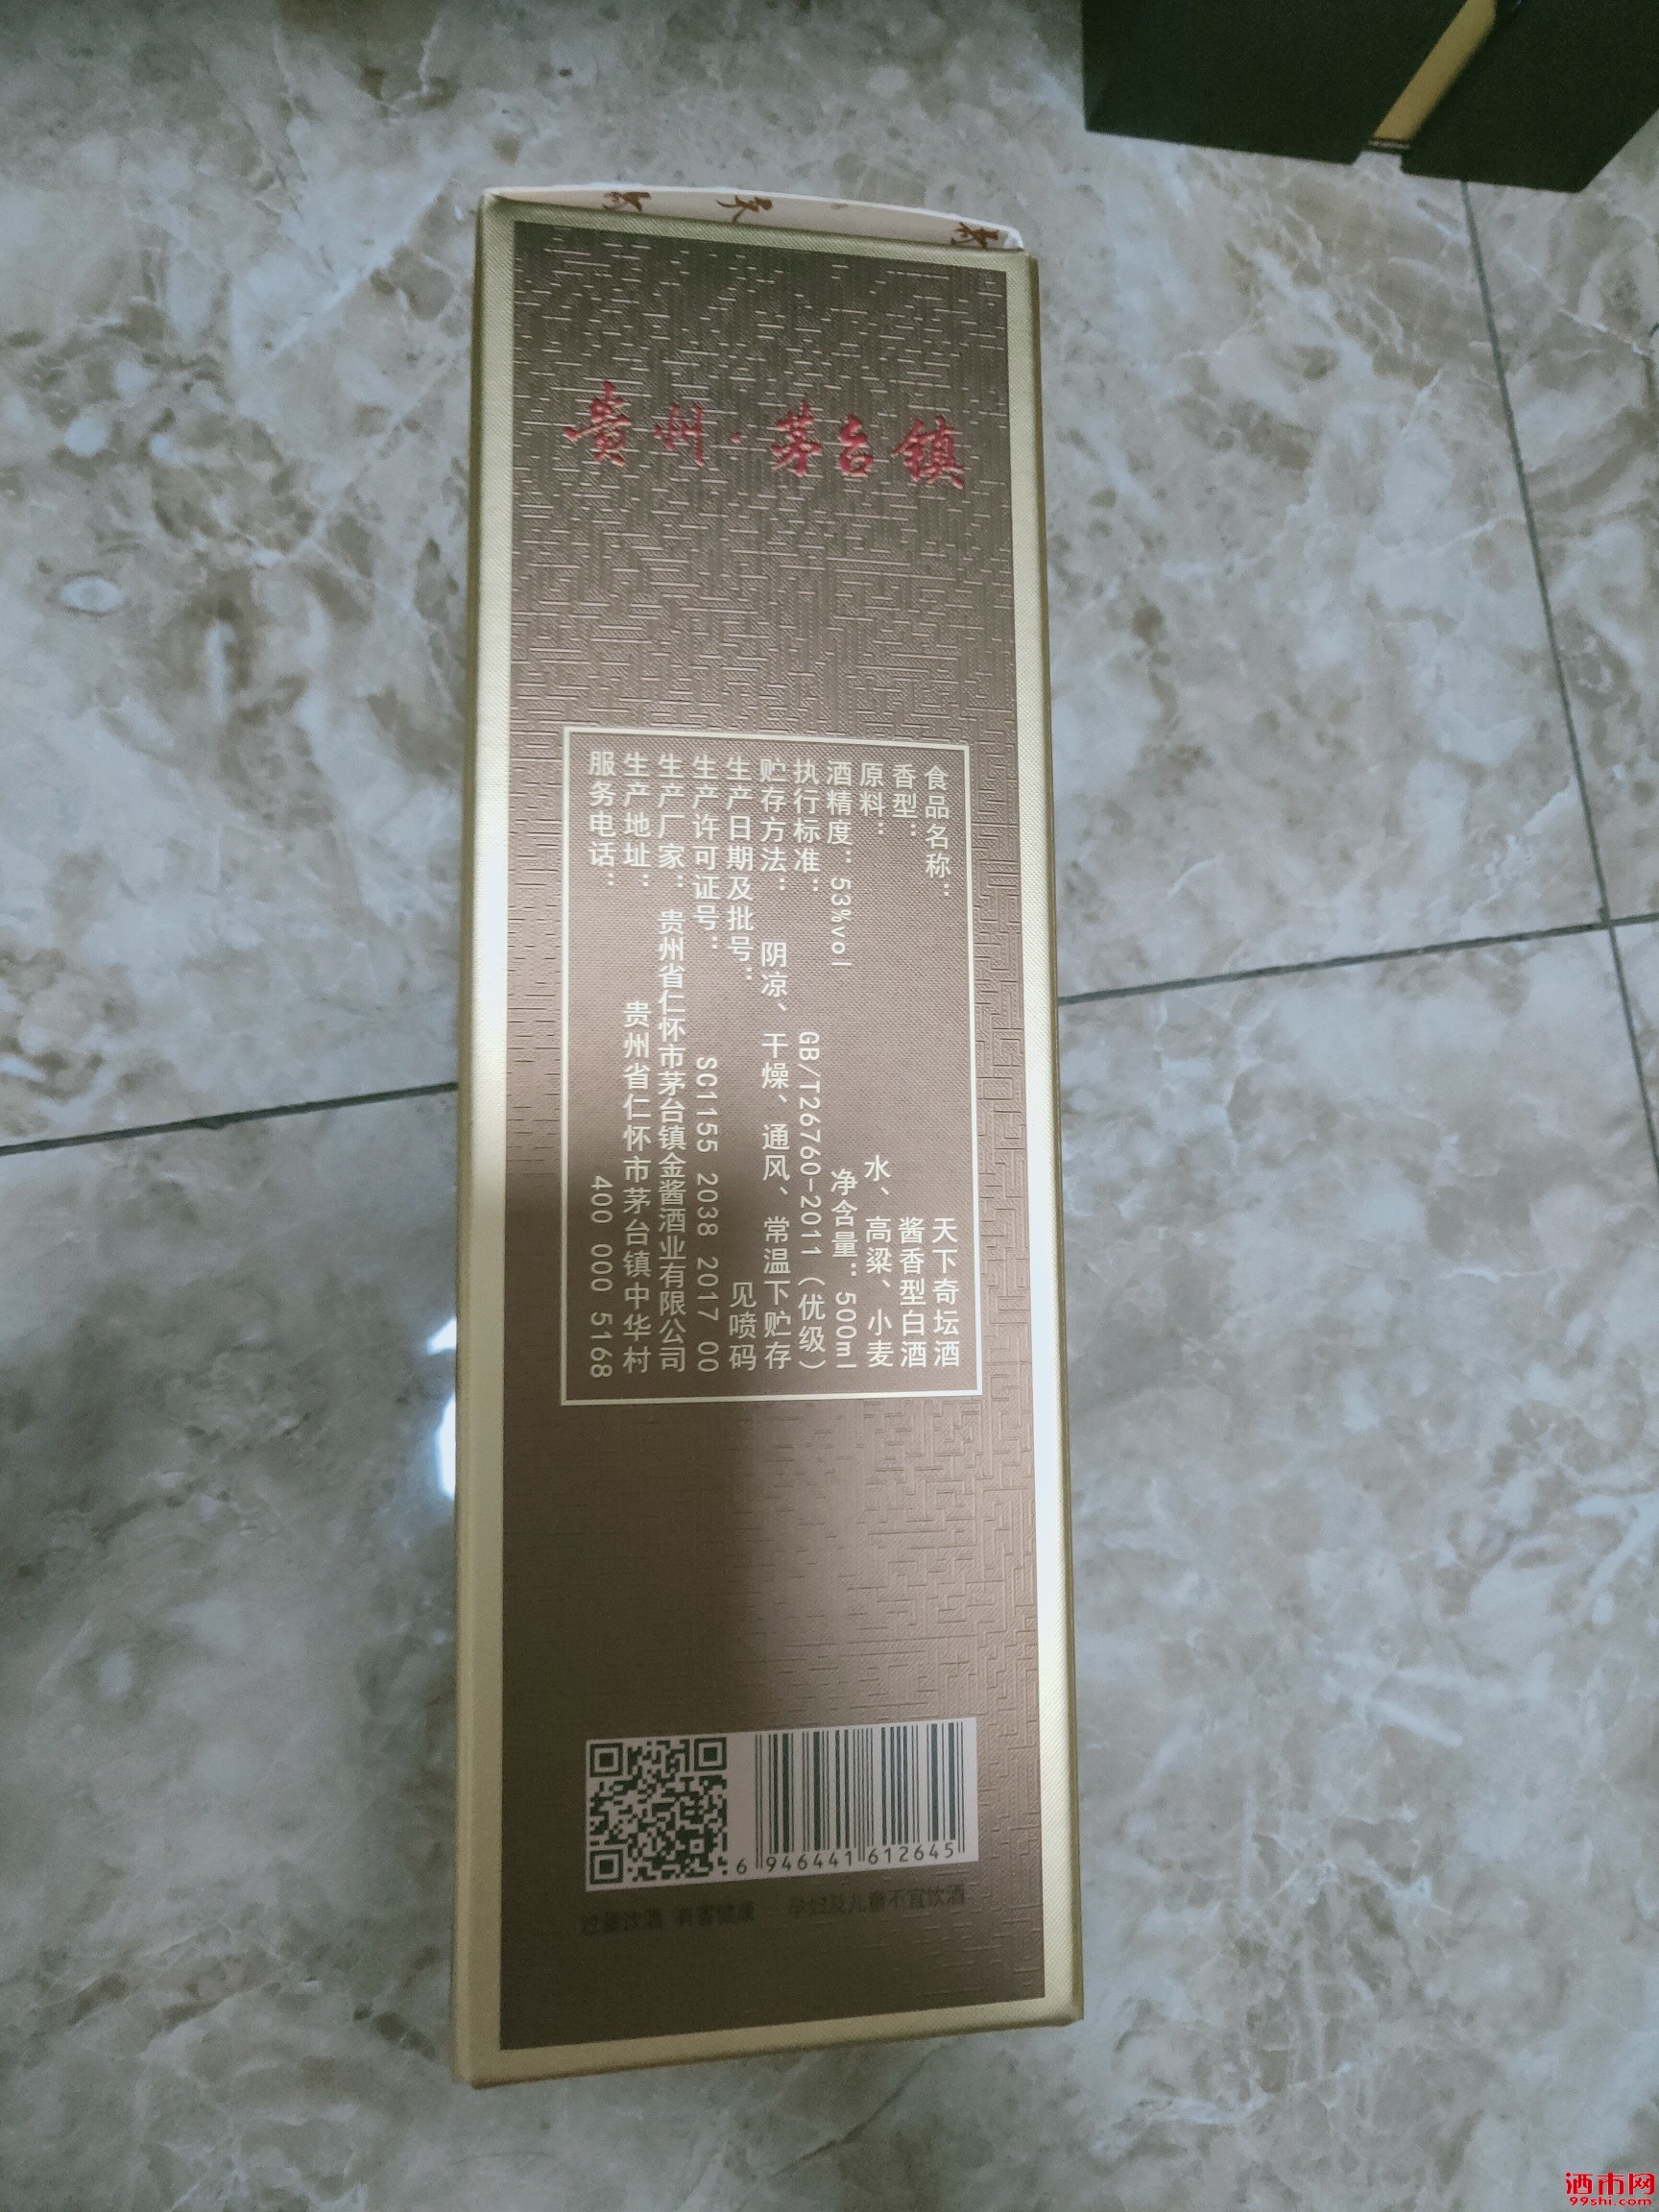 贵州·茅台镇
食品名称：天下奇坛酒
香型：酱香型白酒
原料：水、高粱、小麦
酒精度：53%vol 净含量：500ml
执行标准：GB/T26760-2011（优级）
贮存方法：阴凉、干燥、通风、常温下贮存
生产日期及批号：见喷码
生产许可证号：SC1155 2038 2017 00
生产厂家：贵州省仁怀市茅台镇金酱酒业有限公司
生产地址：贵州省仁怀市茅台镇中华村
服务电话：400 000 5168
6 946441 612645
过量饮酒 有害健康 孕妇及儿童不宜饮酒
酒市网
99shi.com